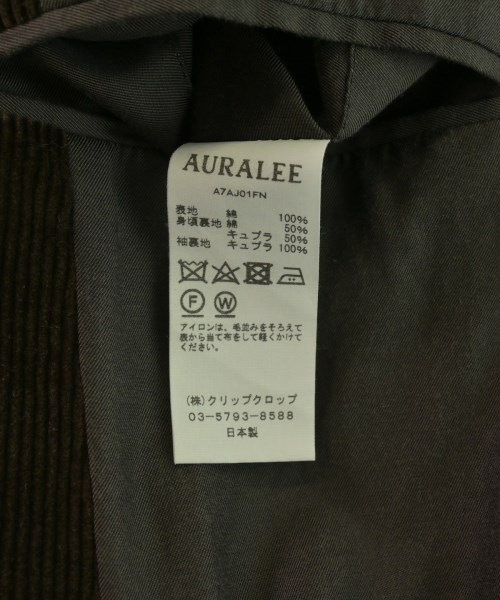 AURALEE
A7AJ01FN
表地 綿 100%
身頃裏地 綿 50%
キュプラ 50%
袖裏地 キュプラ 100%
F W
アイロンは、毛並みをそろえて
裏から当て布をして軽くかけて
ください。
(株)クリップクロップ
03-5793-8588
日本製